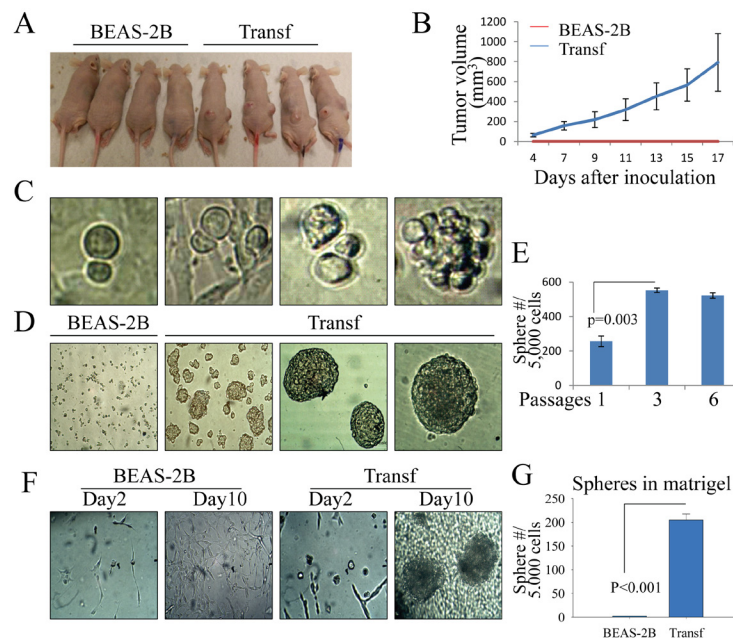 A
BEAS-2B
Transf
B
BEAS-2B
Transf
Tumor volume
(mm3)
1200
1000
800
600
400
200
0
4 7 9 11 13 15 17
Days after inoculation
C
D
BEAS-2B
Transf
E
Sphere #/
5,000 cells
600
400
200
0
p=0.003
Passages 1 3 6
F
BEAS-2B
Transf
Day2
Day10
Day2
Day10
G
Spheres in matrigel
Sphere #/
5.000 cells
250
200
150
100
50
0
P<0.001
BEAS-2B
Transf